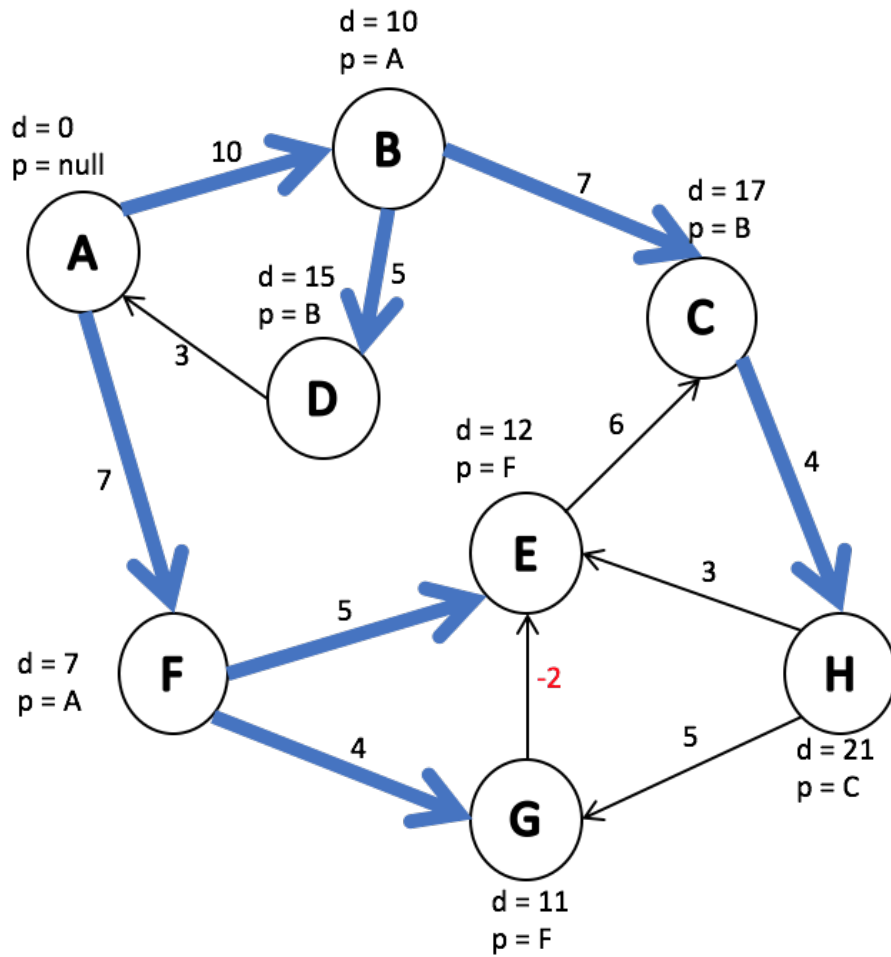 d = 10
p = A
B
d = 0
p = null
10
7
d = 17
p = B
A
d = 15
p = B
5
C
3
D
d = 12
p = F
6
4
7
E
3
5
d = 7
p = A
F
-2
H
4
5
d = 21
p = C
G
d = 11
p = F